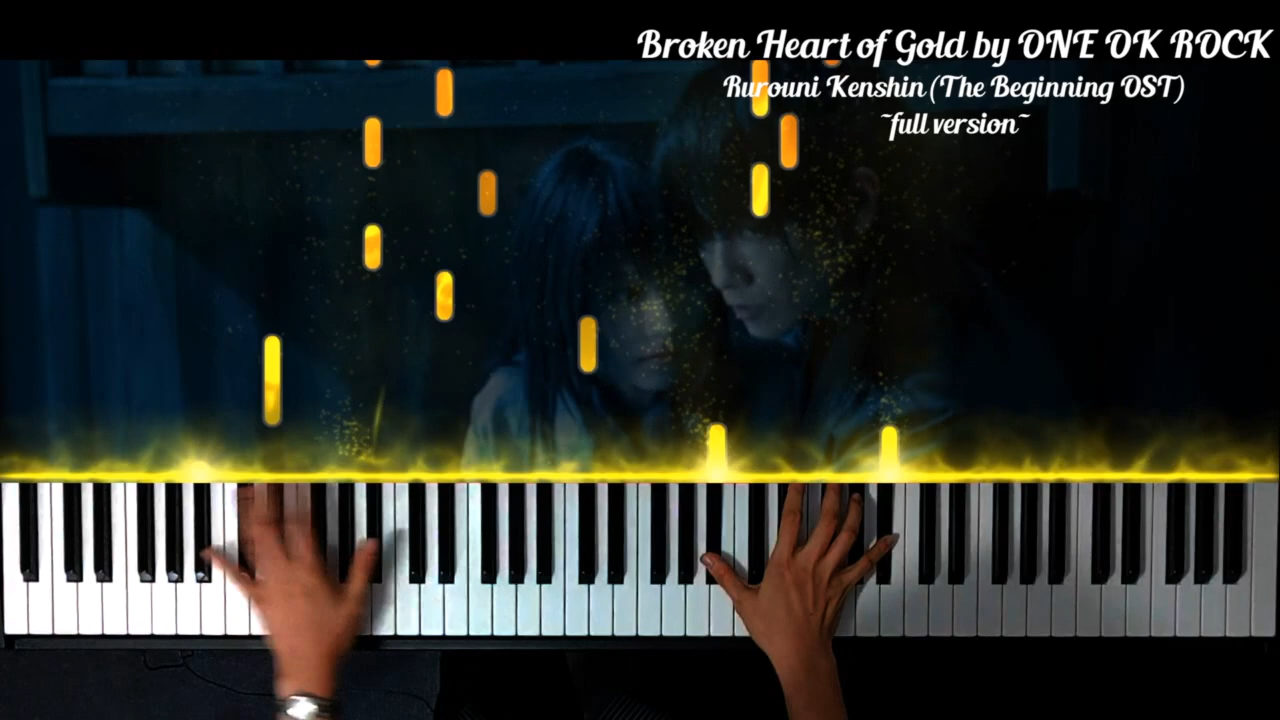 Broken Heart of Gold by ONE OK ROCK
Rurouni Kenshin (The Beginning OST)
~full version~